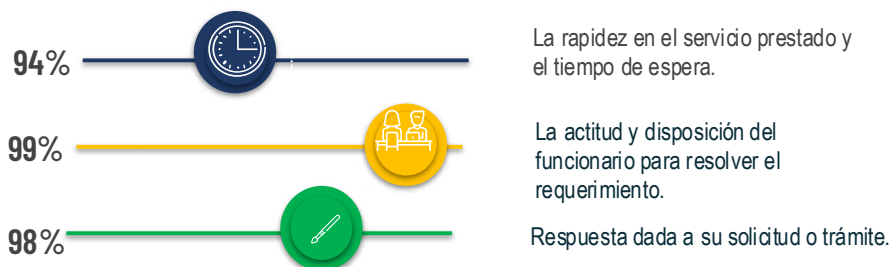 94%
La rapidez en el servicio prestado y
el tiempo de espera.
99%
La actitud y disposición del
funcionario para resolver el
requerimiento.
98%
Respuesta dada a su solicitud o trámite.